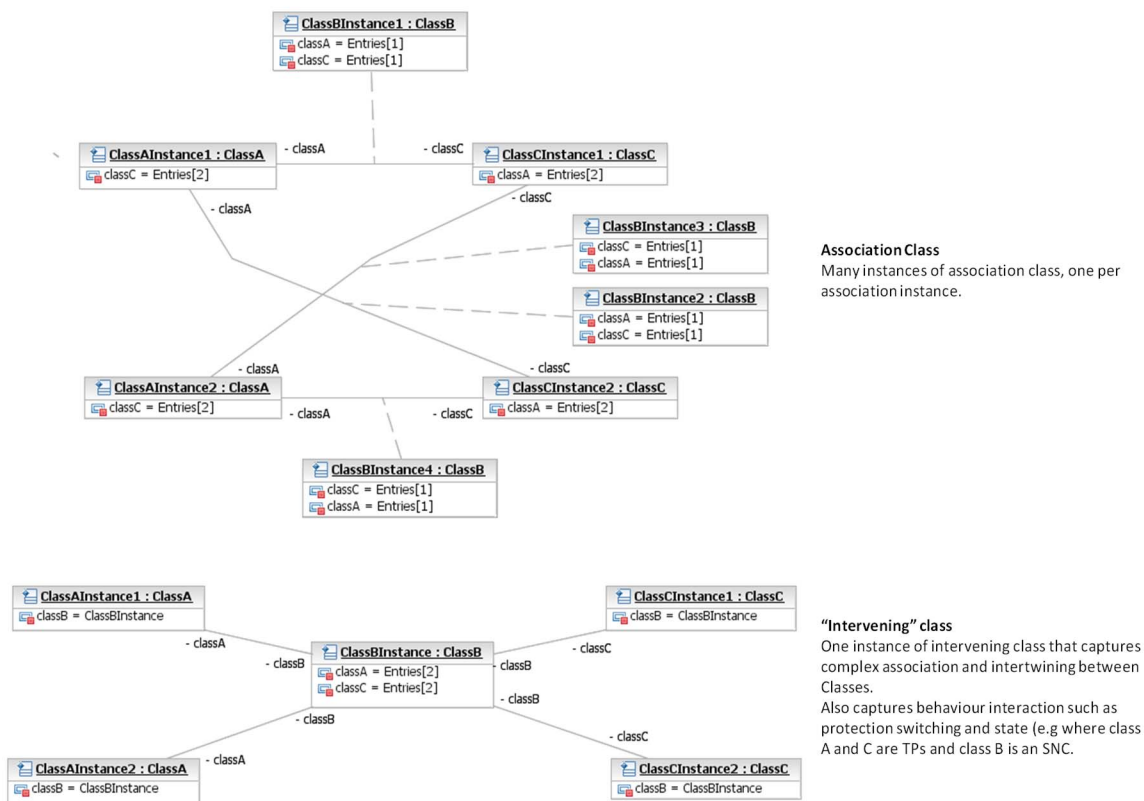 ClassBInstance1 : ClassB
classA = Entries[1]
classC = Entries[1]
ClassAInstance1 : ClassA
classC = Entries[2]
- classA
- classC
ClassCInstance1 : ClassC
classA = Entries[2]
- classA
- classC
ClassBInstance3 : ClassB
classC = Entries[1]
classA = Entries[1]
ClassBInstance2 : ClassB
classA = Entries[1]
classC = Entries[1]
Association Class
Many instances of association class, one per
association instance.
- classA
- classC
ClassAInstance2 : ClassA
classC = Entries[2]
- classA
- classC
ClassCInstance2 : ClassC
classA = Entries[2]
ClassBInstance4 : ClassB
classC = Entries[1]
classA = Entries[1]
ClassAInstance1 : ClassA
classB = ClassBInstance
ClassCInstance1 : ClassC
classB = ClassBInstance
- classA
- classB
ClassBInstance : ClassB
classA = Entries[2]
classC = Entries[2]
- classC
- classB
- classB
- classB
- classA
- classC
ClassAInstance2 : ClassA
classB = ClassBInstance
ClassCInstance2 : ClassC
classB = ClassBInstance
“Intervening” class
One instance of intervening class that captures
complex association and intertwining between
Classes.
Also captures behaviour interaction such as
protection switching and state (e.g where class
A and C are TPs and class B is an SNC.